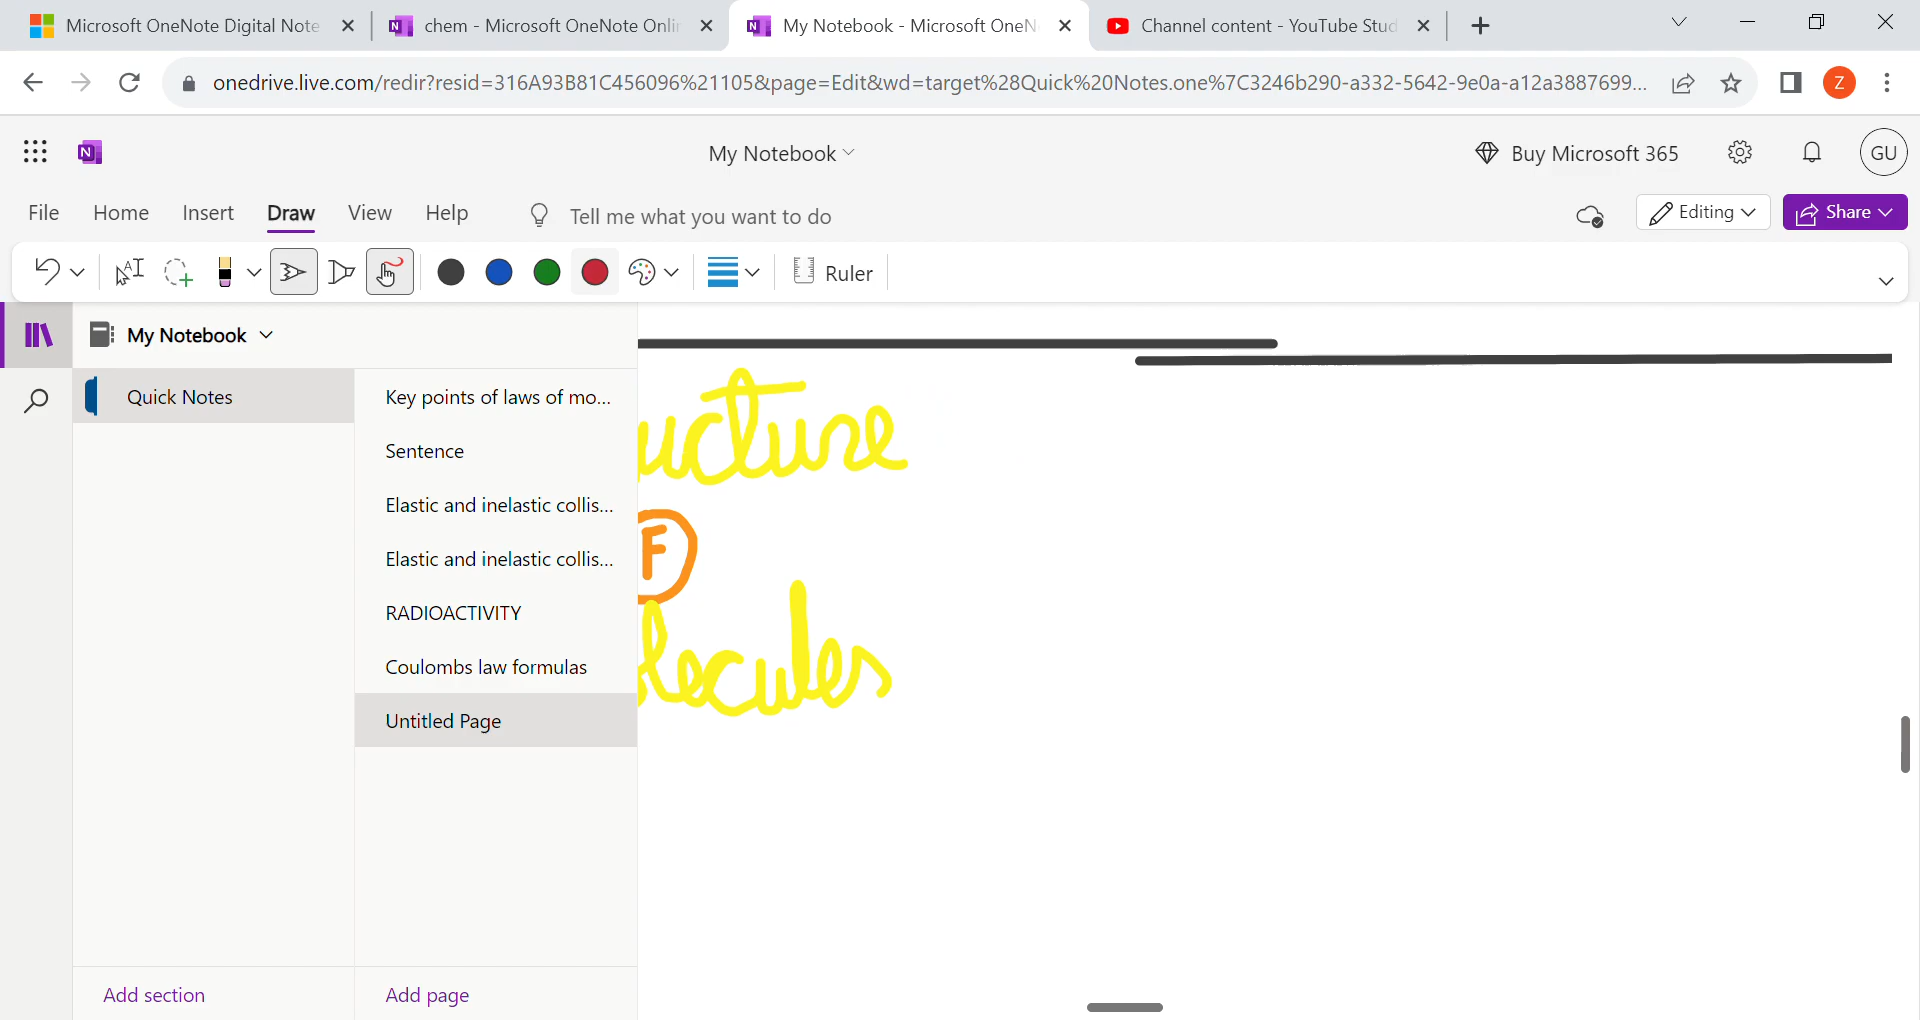 Microsoft OneNote Digital Note
chem - Microsoft OneNote Onli
My Notebook - Microsoft OneN
Channel content - YouTube Stud
onedrive.live.com/redir?resid=316A93B81C456096%21105&page=Edit&wd=target%28Quick%20Notes.one%7C3246b290-a332-5642-9e0a-a12a3887699...
Z
N
My Notebook
Buy Microsoft 365
GU
File Home Insert Draw View Help
Tell me what you want to do
Editing
Share
Ruler
My Notebook
Quick Notes
Key points of laws of mo...
Sentence
Elastic and inelastic collis...
Elastic and inelastic collis...
RADIOACTIVITY
Coulombs law formulas
Untitled Page
ucture
F
lecules
Add section
Add page